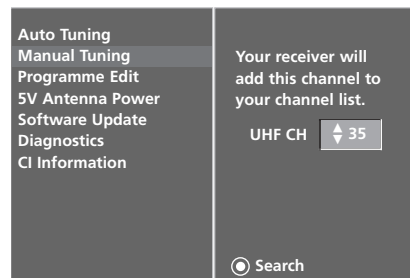 Auto Tuning
Manual Tuning
Programme Edit
5V Antenna Power
Software Update
Diagnostics
CI Information
Your receiver will
add this channel to
your channel list.
UHF CH 35
Search